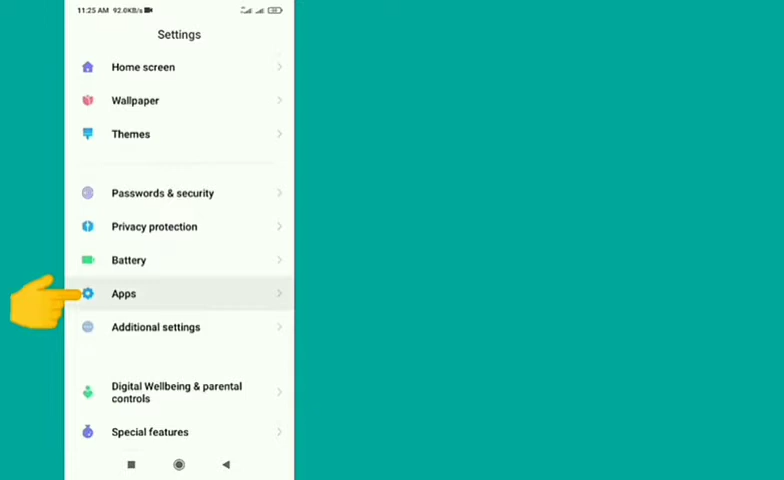 11:25 AM 92.0KB/s
Settings
Home screen
Wallpaper
Themes
Passwords & security
Privacy protection
Battery
Apps
Additional settings
Digital Wellbeing & parental
controls
Special features